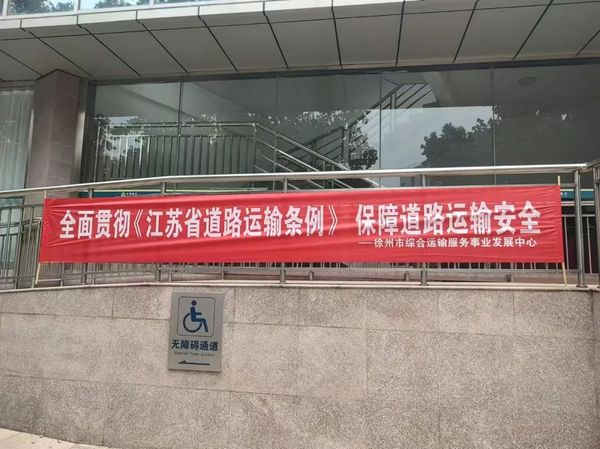 全面贯彻《江苏省道路运输条例》 保障道路运输安全
——徐州市综合运输服务事业发展中心
无障碍通道
Barrier free access